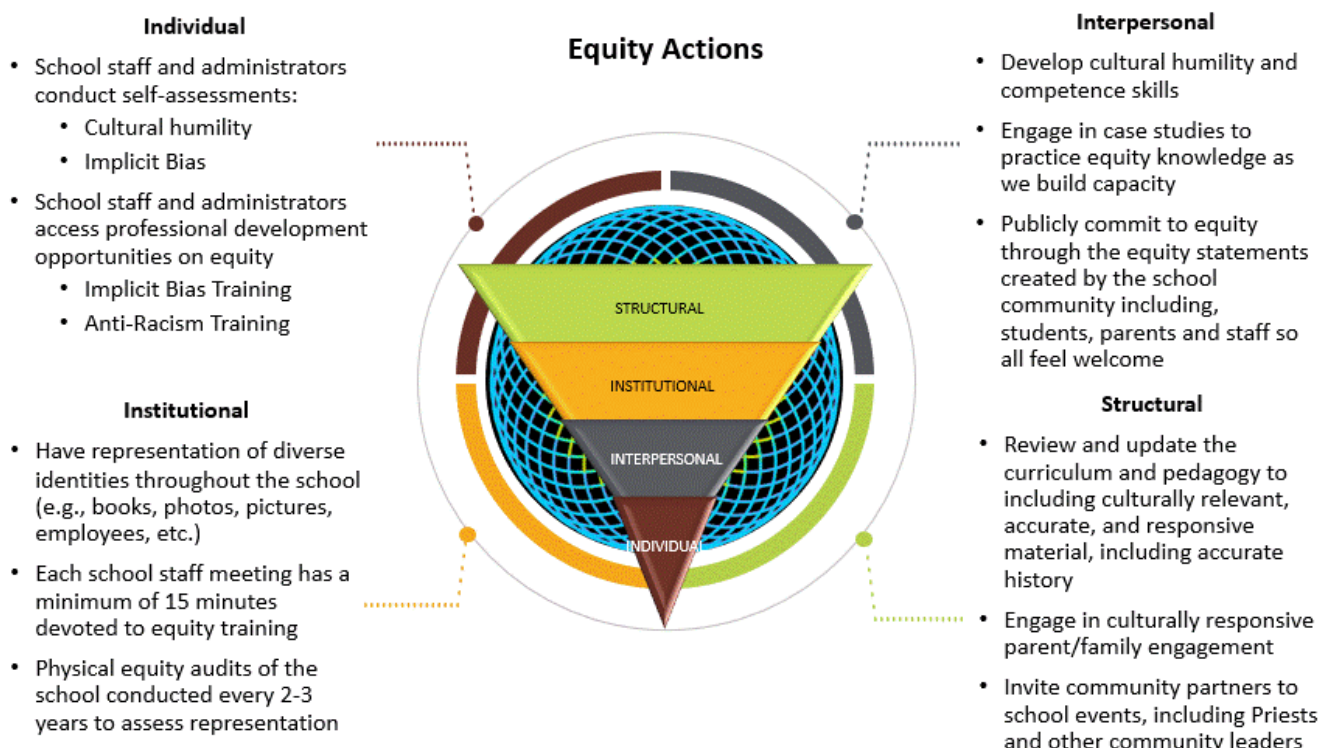 Equity Actions
Individual
• School staff and administrators
conduct self-assessments:
• Cultural humility
• Implicit Bias
• School staff and administrators
access professional development
opportunities on equity
• Implicit Bias Training
• Anti-Racism Training
Institutional
• Have representation of diverse
identities throughout the school
(e.g., books, photos, pictures,
employees, etc.)
• Each school staff meeting has a
minimum of 15 minutes
devoted to equity training
• Physical equity audits of the
school conducted every 2-3
years to assess representation
STRUCTURAL
INSTITUTIONAL
INTERPERSONAL
INDIVIDUAL
Interpersonal
• Develop cultural humility and
competence skills
• Engage in case studies to
practice equity knowledge as
we build capacity
• Publicly commit to equity
through the equity statements
created by the school
community including,
students, parents and staff so
all feel welcome
Structural
• Review and update the
curriculum and pedagogy to
including culturally relevant,
accurate, and responsive
material, including accurate
history
• Engage in culturally responsive
parent/family engagement
• Invite community partners to
school events, including Priests
and other community leaders